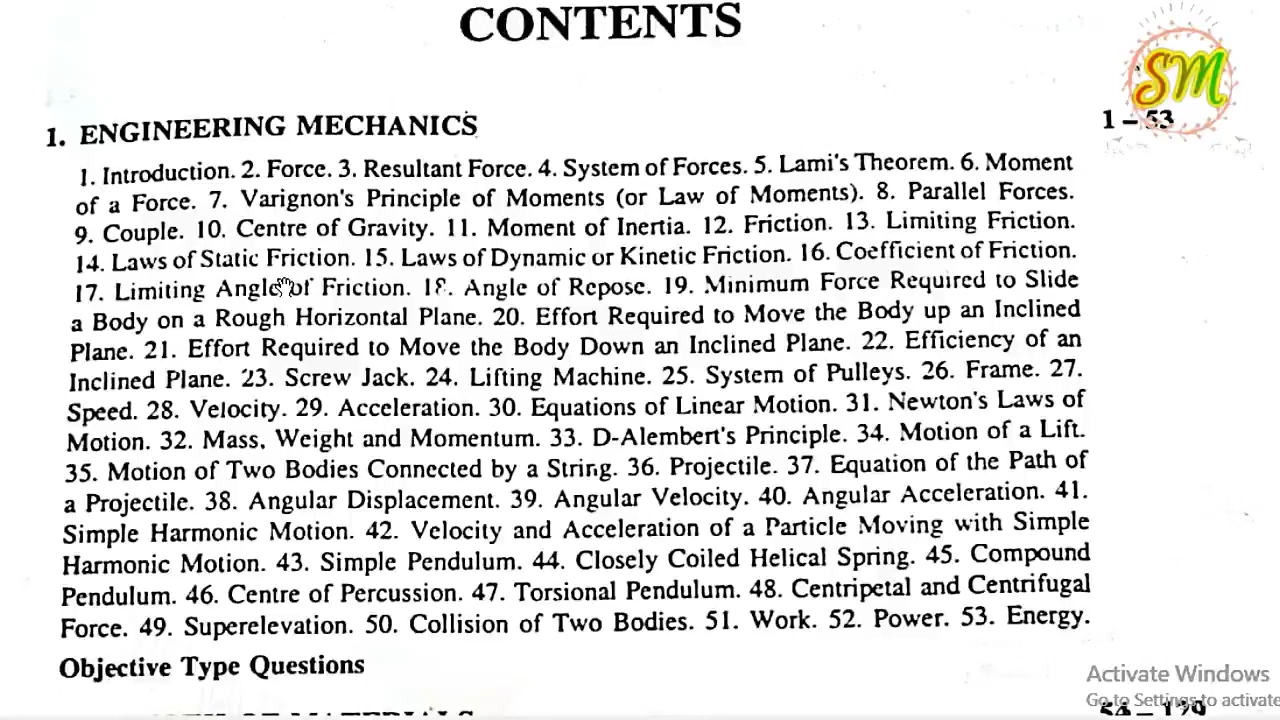 CONTENTS
SM
1. ENGINEERING MECHANICS 1 – 53
1. Introduction. 2. Force. 3. Resultant Force. 4. System of Forces. 5. Lami's Theorem. 6. Moment
of a Force. 7. Varignon's Principle of Moments (or Law of Moments). 8. Parallel Forces.
9. Couple. 10. Centre of Gravity. 11. Moment of Inertia. 12. Friction. 13. Limiting Friction.
14. Laws of Static Friction. 15. Laws of Dynamic or Kinetic Friction. 16. Coefficient of Friction.
17. Limiting Angle of Friction. 18. Angle of Repose. 19. Minimum Force Required to Slide
a Body on a Rough Horizontal Plane. 20. Effort Required to Move the Body up an Inclined
Plane. 21. Effort Required to Move the Body Down an Inclined Plane. 22. Efficiency of an
Inclined Plane. 23. Screw Jack. 24. Lifting Machine. 25. System of Pulleys. 26. Frame. 27.
Speed. 28. Velocity. 29. Acceleration. 30. Equations of Linear Motion. 31. Newton's Laws of
Motion. 32. Mass, Weight and Momentum. 33. D-Alembert's Principle. 34. Motion of a Lift.
35. Motion of Two Bodies Connected by a String. 36. Projectile. 37. Equation of the Path of
a Projectile. 38. Angular Displacement. 39. Angular Velocity. 40. Angular Acceleration. 41.
Simple Harmonic Motion. 42. Velocity and Acceleration of a Particle Moving with Simple
Harmonic Motion. 43. Simple Pendulum. 44. Closely Coiled Helical Spring. 45. Compound
Pendulum. 46. Centre of Percussion. 47. Torsional Pendulum. 48. Centripetal and Centrifugal
Force. 49. Superelevation. 50. Collision of Two Bodies. 51. Work. 52. Power. 53. Energy.
Objective Type Questions
Activate Windows
Go to Settings to activate
OF MATERIALS 54 – 129